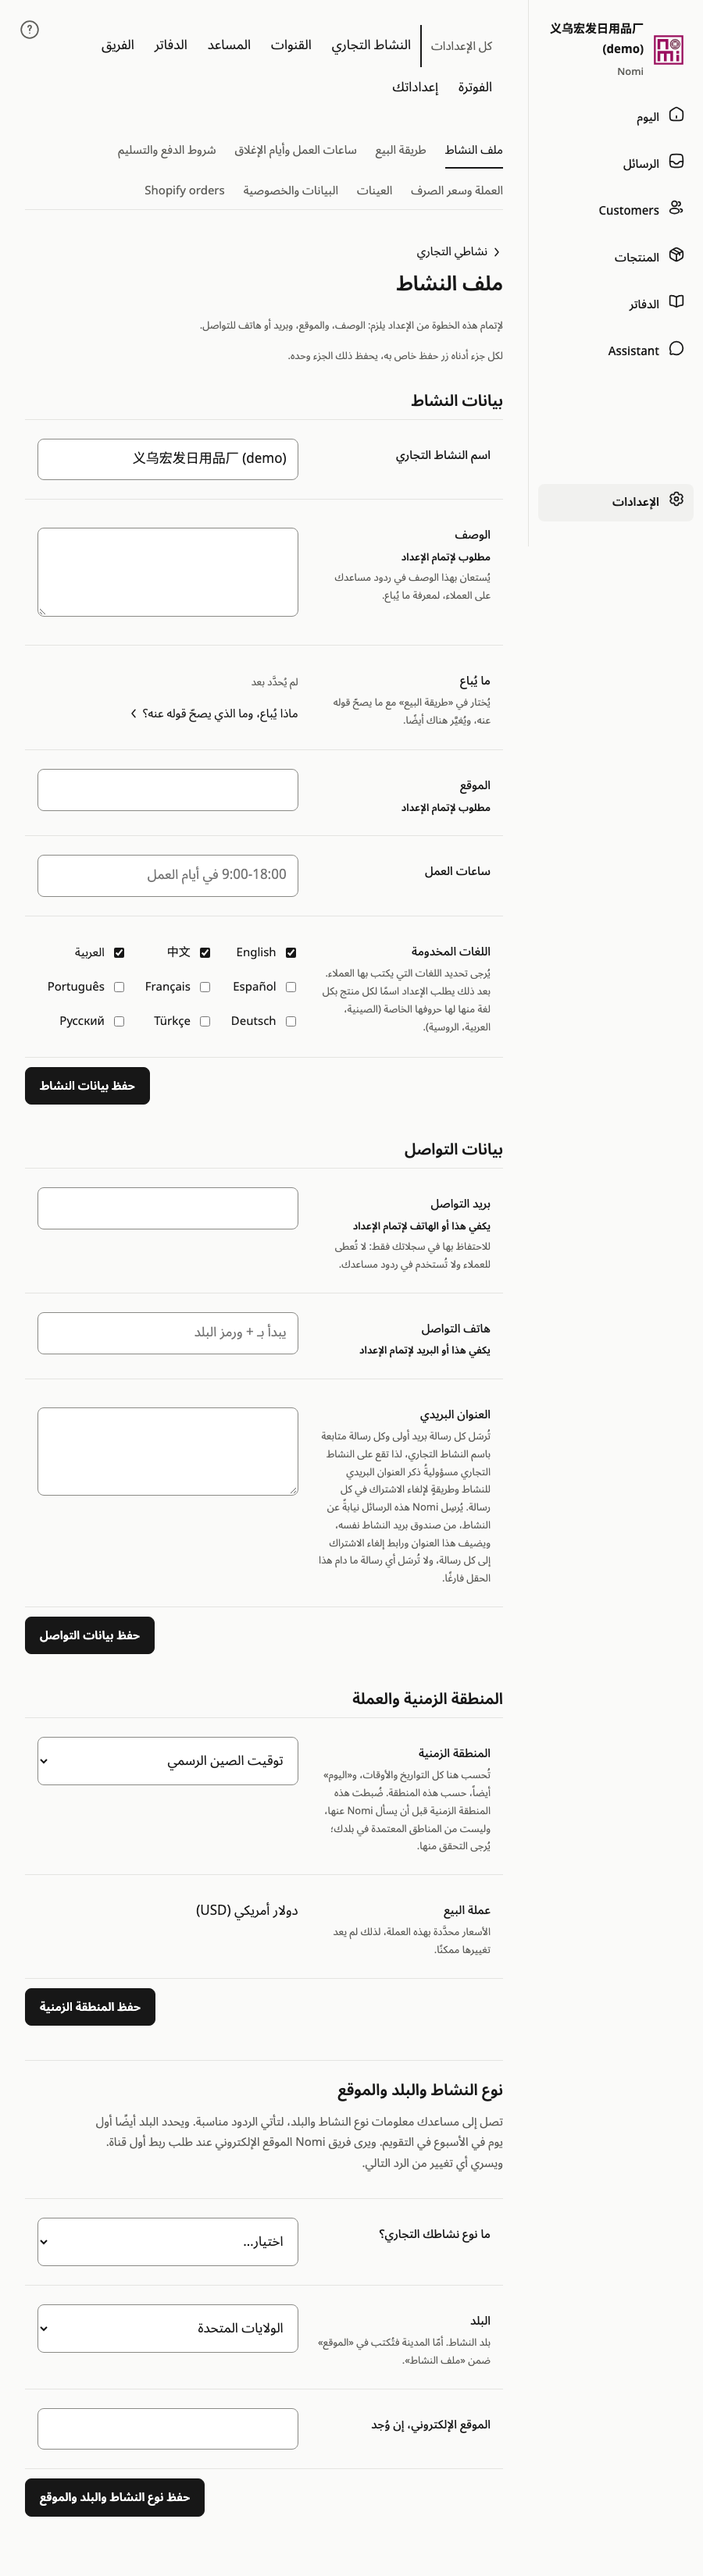 义乌宏发日用品厂
(demo)
Nomi
اليوم
الرسائل
Customers
المنتجات
الدفاتر
Assistant
الإعدادات
كل الإعدادات
النشاط التجاري
القنوات
المساعد
الدفاتر
الفريق
الفوترة
إعداداتك
ملف النشاط
طريقة البيع
ساعات العمل وأيام الإغلاق
شروط الدفع والتسليم
العملة وسعر الصرف
العينات
البيانات والخصوصية
Shopify orders
نشاطي التجاري
ملف النشاط
لإتمام هذه الخطوة من الإعداد يلزم: الوصف، والموقع، وبريد أو هاتف للتواصل.
لكل جزء أدناه زر حفظ خاص به، يحفظ ذلك الجزء وحده.
بيانات النشاط
اسم النشاط التجاري
义乌宏发日用品厂 (demo)
الوصف
مطلوب لإتمام الإعداد
يُستعان بهذا الوصف في ردود مساعدك
على العملاء، لمعرفة ما يُباع.
ما يُباع
يُختار في «طريقة البيع» مع ما يصحّ قوله
عنه، ويُغيَّر هناك أيضًا.
لم يُحدَّد بعد
ماذا يُباع، وما الذي يصحّ قوله عنه؟
الموقع
مطلوب لإتمام الإعداد
ساعات العمل
9:00-18:00 في أيام العمل
اللغات المخدومة
يُرجى تحديد اللغات التي يكتب بها العملاء.
بعد ذلك يطلب الإعداد اسمًا لكل منتج بكل
لغة منها لها حروفها الخاصة (الصينية،
العربية، الروسية).
English
中文
العربية
Español
Français
Português
Deutsch
Türkçe
Русский
حفظ بيانات النشاط
بيانات التواصل
بريد التواصل
يكفي هذا أو الهاتف لإتمام الإعداد
للاحتفاظ بها في سجلاتك فقط: لا تُعطى
للعملاء ولا تُستخدم في ردود مساعدك.
هاتف التواصل
يكفي هذا أو البريد لإتمام الإعداد
يبدأ بـ + ورمز البلد
العنوان البريدي
تُرسَل كل رسالة بريد أولى وكل رسالة متابعة
باسم النشاط التجاري، لذا تقع على النشاط
التجاري مسؤوليةُ ذكر العنوان البريدي
للنشاط وطريقةٍ لإلغاء الاشتراك في كل
رسالة. يُرسِل Nomi هذه الرسائل نيابةً عن
النشاط، من صندوق بريد النشاط نفسه،
ويضيف هذا العنوان ورابط إلغاء الاشتراك
إلى كل رسالة، ولا تُرسَل أي رسالة ما دام هذا
الحقل فارغًا.
حفظ بيانات التواصل
المنطقة الزمنية والعملة
المنطقة الزمنية
تُحسب هنا كل التواريخ والأوقات، و«اليوم»
أيضاً، حسب هذه المنطقة. ضُبطت هذه
المنطقة الزمنية قبل أن يسأل Nomi عنها،
وليست من المناطق المعتمدة في بلدك؛
يُرجى التحقق منها.
توقيت الصين الرسمي
عملة البيع
الأسعار محدَّدة بهذه العملة، لذلك لم يعد
تغييرها ممكنًا.
دولار أمريكي (USD)
حفظ المنطقة الزمنية
نوع النشاط والبلد والموقع
تصل إلى مساعدك معلومات نوع النشاط والبلد، لتأتي الردود مناسبة. ويحدد البلد أيضًا أول
يوم في الأسبوع في التقويم. ويرى فريق Nomi الموقع الإلكتروني عند طلب ربط أول قناة.
ويسري أي تغيير من الرد التالي.
ما نوع نشاطك التجاري؟
اختيار...
البلد
بلد النشاط. أمّا المدينة فتُكتب في «الموقع»
ضمن «ملف النشاط».
الولايات المتحدة
الموقع الإلكتروني، إن وُجد
حفظ نوع النشاط والبلد والموقع